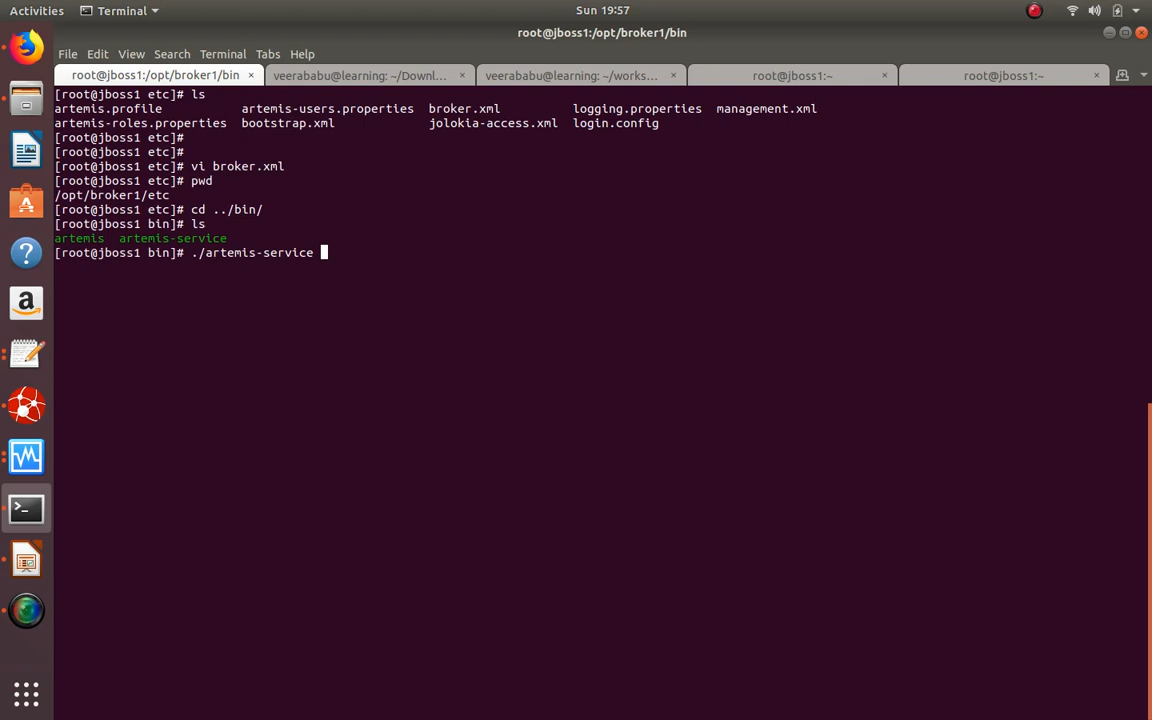 Activities Terminal Sun 19:57
root@jboss1:/opt/broker1/bin
File Edit View Search Terminal Tabs Help
root@jboss1:/opt/broker1/bin × veerababu@learning: ~/Downl... × veerababu@learning: ~/works... × root@jboss1:~ × root@jboss1:~ ×
[root@jboss1 etc]# ls
artemis.profile artemis-users.properties broker.xml logging.properties management.xml
artemis-roles.properties bootstrap.xml jolokia-access.xml login.config
[root@jboss1 etc]#
[root@jboss1 etc]#
[root@jboss1 etc]# vi broker.xml
[root@jboss1 etc]# pwd
/opt/broker1/etc
[root@jboss1 etc]# cd ../bin/
[root@jboss1 bin]# ls
artemis artemis-service
[root@jboss1 bin]# ./artemis-service